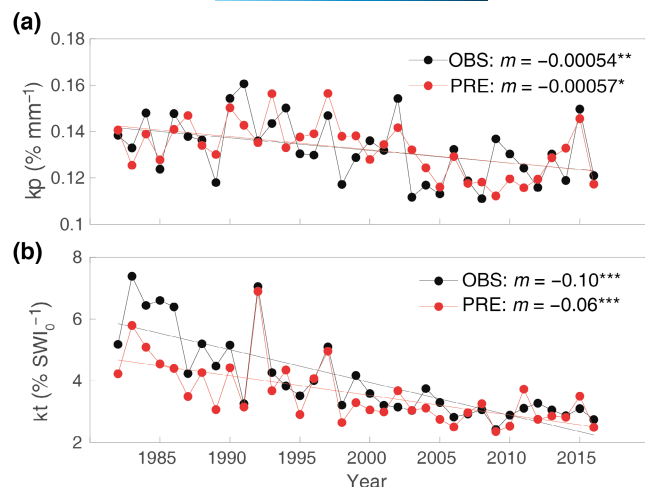 (a)
0.18
0.16
0.14
0.12
0.1
kp (% mm⁻¹)
OBS: m = −0.00054**
PRE: m = −0.00057*
(b)
8
6
4
2
kt (% SWI₀⁻¹)
OBS: m = −0.10***
PRE: m = −0.06***
1985 1990 1995 2000 2005 2010 2015
Year